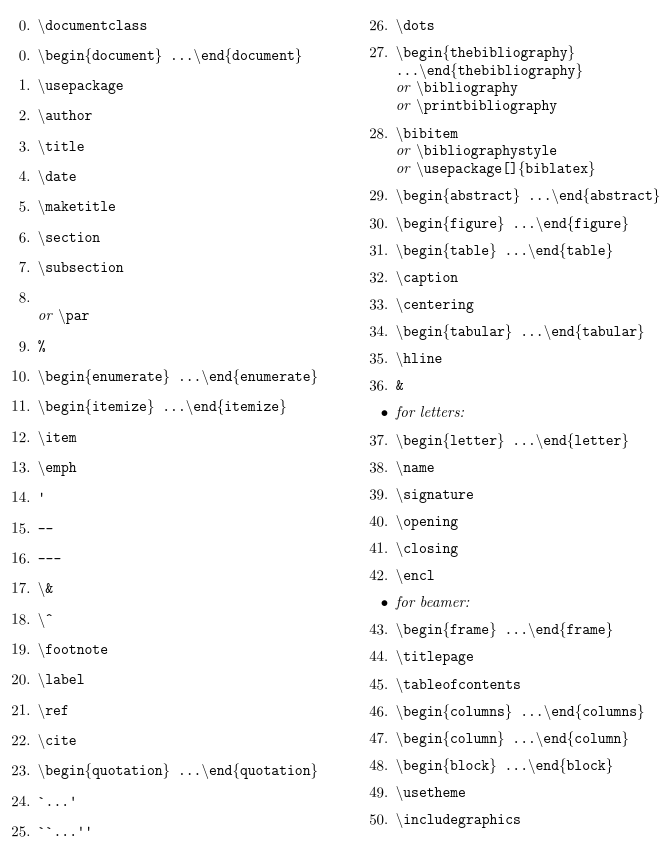 0. \documentclass
0. \begin{document} ...\end{document}
1. \usepackage
2. \author
3. \title
4. \date
5. \maketitle
6. \section
7. \subsection
8.
or \par
9. %
10. \begin{enumerate} ...\end{enumerate}
11. \begin{itemize} ...\end{itemize}
12. \item
13. \emph
14. '
15. --
16. ---
17. \&
18. \^
19. \footnote
20. \label
21. \ref
22. \cite
23. \begin{quotation} ...\end{quotation}
24. `...'
25. ``...''
26. \dots
27. \begin{thebibliography}
...\end{thebibliography}
or \bibliography
or \printbibliography
28. \bibitem
or \bibliographystyle
or \usepackage[]{biblatex}
29. \begin{abstract} ...\end{abstract}
30. \begin{figure} ...\end{figure}
31. \begin{table} ...\end{table}
32. \caption
33. \centering
34. \begin{tabular} ...\end{tabular}
35. \hline
36. &
• for letters:
37. \begin{letter} ...\end{letter}
38. \name
39. \signature
40. \opening
41. \closing
42. \encl
• for beamer:
43. \begin{frame} ...\end{frame}
44. \titlepage
45. \tableofcontents
46. \begin{columns} ...\end{columns}
47. \begin{column} ...\end{column}
48. \begin{block} ...\end{block}
49. \usetheme
50. \includegraphics